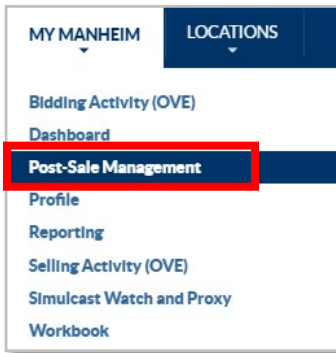 MY MANHEIM
LOCATIONS
Bidding Activity (OVE)
Dashboard
Post-Sale Management
Profile
Reporting
Selling Activity (OVE)
Simulcast Watch and Proxy
Workbook